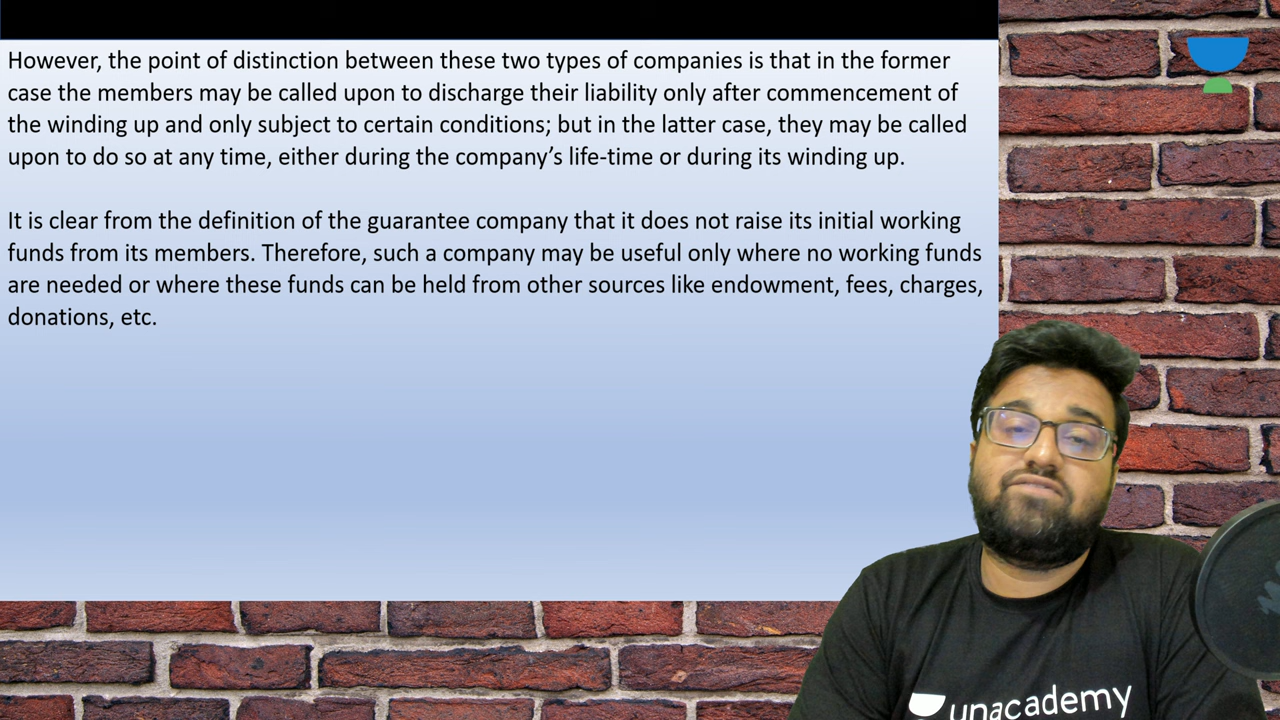 However, the point of distinction between these two types of companies is that in the former
case the members may be called upon to discharge their liability only after commencement of
the winding up and only subject to certain conditions; but in the latter case, they may be called
upon to do so at any time, either during the company’s life-time or during its winding up.
It is clear from the definition of the guarantee company that it does not raise its initial working
funds from its members. Therefore, such a company may be useful only where no working funds
are needed or where these funds can be held from other sources like endowment, fees, charges,
donations, etc.
unacademy